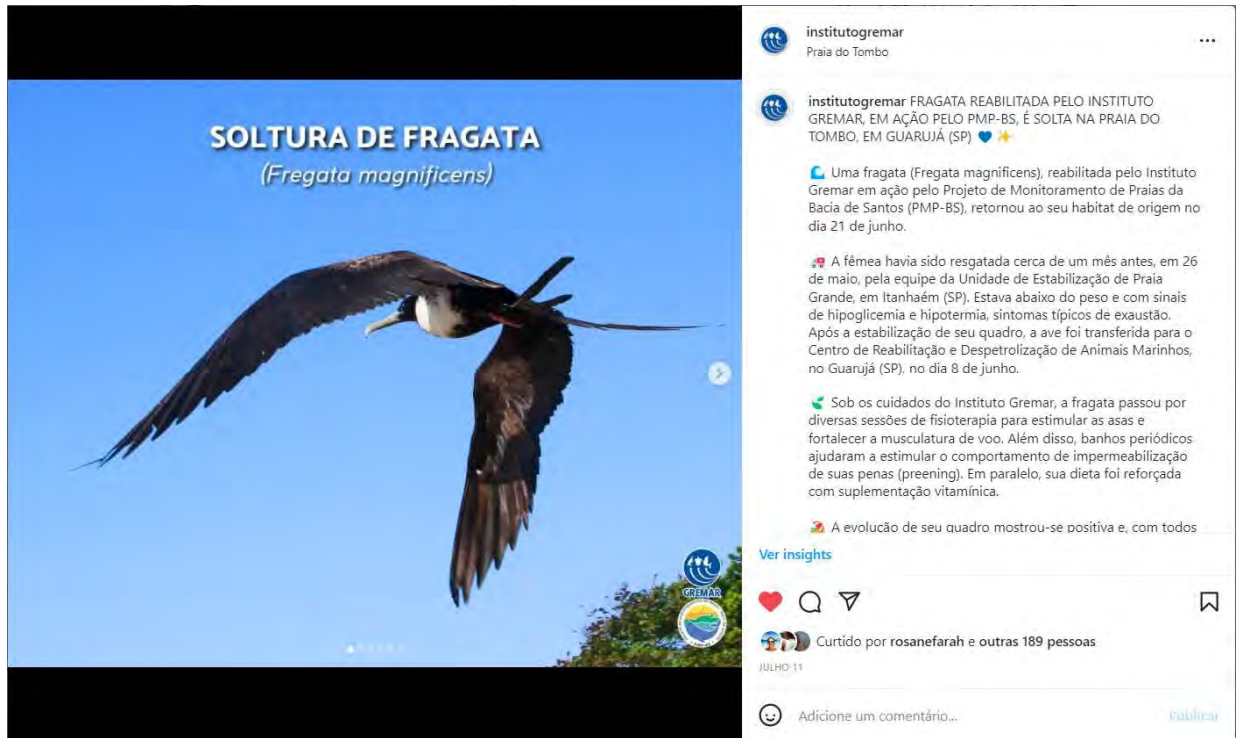 SOLTURA DE FRAGATA
(Fregata magnificens)
GREMAR
institutogremar
Praia do Tombo
institutogremar FRAGATA REABILITADA PELO INSTITUTO
GREMAR, EM AÇÃO PELO PMP-BS, É SOLTA NA PRAIA DO
TOMBO, EM GUARUJÁ (SP) 💙 ✨
🌊 Uma fragata (Fregata magnificens), reabilitada pelo Instituto
Gremar em ação pelo Projeto de Monitoramento de Praias da
Bacia de Santos (PMP-BS), retornou ao seu habitat de origem no
dia 21 de junho.
🚑 A fêmea havia sido resgatada cerca de um mês antes, em 26
de maio, pela equipe da Unidade de Estabilização de Praia
Grande, em Itanhaém (SP). Estava abaixo do peso e com sinais
de hipoglicemia e hipotermia, sintomas típicos de exaustão.
Após a estabilização de seu quadro, a ave foi transferida para o
Centro de Reabilitação e Despetrolização de Animais Marinhos,
no Guarujá (SP). no dia 8 de junho.
🌿 Sob os cuidados do Instituto Gremar, a fragata passou por
diversas sessões de fisioterapia para estimular as asas e
fortalecer a musculatura de voo. Além disso, banhos periódicos
ajudaram a estimular o comportamento de impermeabilização
de suas penas (preening). Em paralelo, sua dieta foi reforçada
com suplementação vitamínica.
🏖 A evolução de seu quadro mostrou-se positiva e, com todos
Ver insights
Curtido por rosanefarah e outras 189 pessoas
JULHO 11
Adicione um comentário...
Publicar